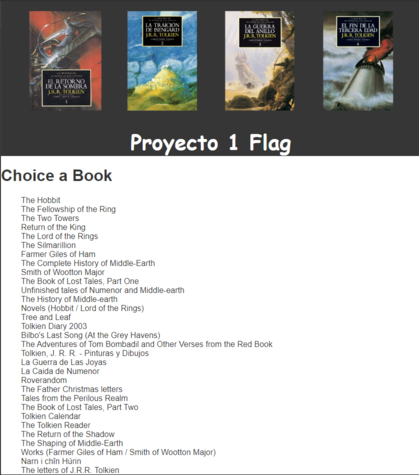 EL RETORNO
DE LA SOMBRA
J.R.R. TOLKIEN
LA TRAICIÓN
DE ISENGARD
J.R.R. TOLKIEN
LA GUERRA
DEL ANILLO
J.R.R. TOLKIEN
EL FIN DE LA
TERCERA EDAD
J.R.R. TOLKIEN
Proyecto 1 Flag
Choice a Book
The Hobbit
The Fellowship of the Ring
The Two Towers
Return of the King
The Lord of the Rings
The Silmarillion
Farmer Giles of Ham
The Complete History of Middle-Earth
Smith of Wootton Major
The Book of Lost Tales, Part One
Unfinished tales of Numenor and Middle-earth
The History of Middle-earth
Novels (Hobbit / Lord of the Rings)
Tree and Leaf
Tolkien Diary 2003
Bilbo's Last Song (At the Grey Havens)
The Adventures of Tom Bombadil and Other Verses from the Red Book
Tolkien, J. R. R. - Pinturas y Dibujos
La Guerra de Las Joyas
La Caida de Numenor
Roverandom
The Father Christmas letters
Tales from the Perilous Realm
The Book of Lost Tales, Part Two
Tolkien Calendar
The Tolkien Reader
The Return of the Shadow
The Shaping of Middle-Earth
Works (Farmer Giles of Ham / Smith of Wootton Major)
Narn i chîn Húrin
The letters of J.R.R. Tolkien